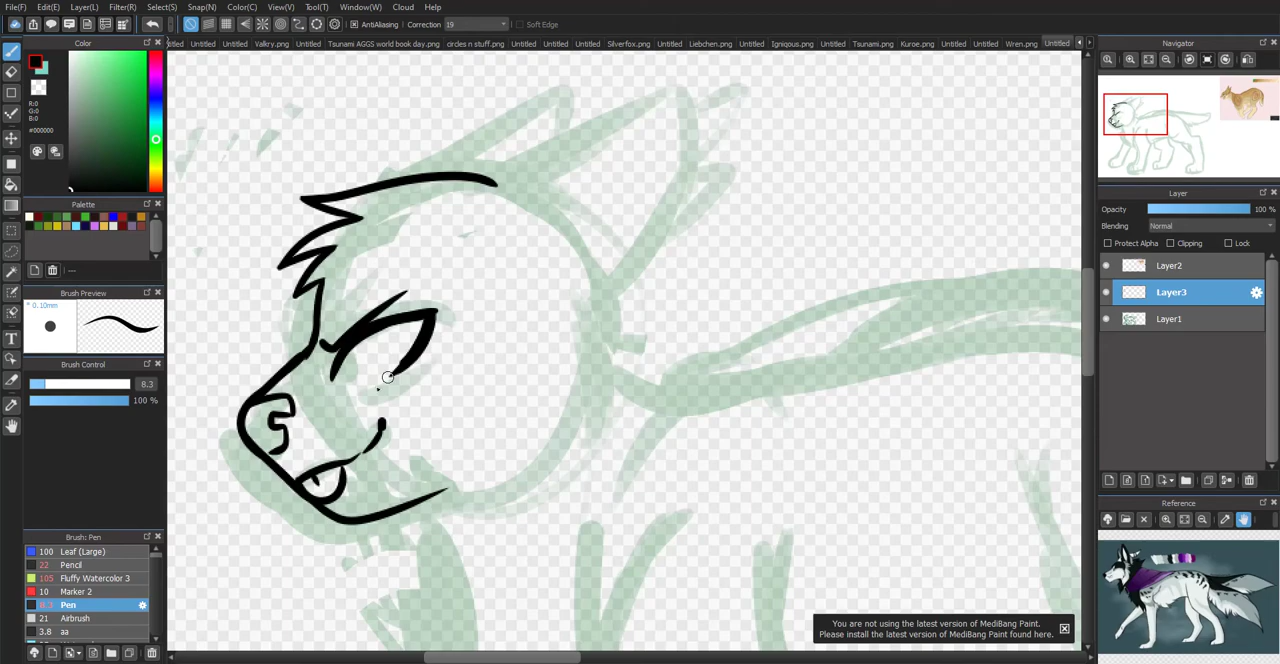 File(F) Edit(E) Layer(L) Filter(R) Select(S) Snap(N) Color(C) View(V) Tool(T) Window(W) Cloud Help
AntiAliasing Correction 19 Soft Edge
Untitled Untitled Valkry.png Untitled Tsunami AGGS world book day.png circles n stuff.png Untitled Untitled Silverfox.png Untitled Liebchen.png Igniqous.png Untitled Tsunami.png Kuroe.png Untitled Untitled Wren.png Untitled
Color
R:0
G:0
B:0
#000000
Palette
---
Brush Preview
* 0.10mm
Brush Control
8.3
100 %
Brush: Pen
100 Leaf (Large)
22 Pencil
105 Fluffy Watercolor 3
10 Marker 2
8.3 Pen
21 Airbrush
3.8 aa
Navigator
Layer
Opacity 100 %
Blending Normal
Protect Alpha Clipping Lock
Layer2
Layer3
Layer1
Reference
You are not using the latest version of MediBang Paint.
Please install the latest version of MediBang Paint found here.